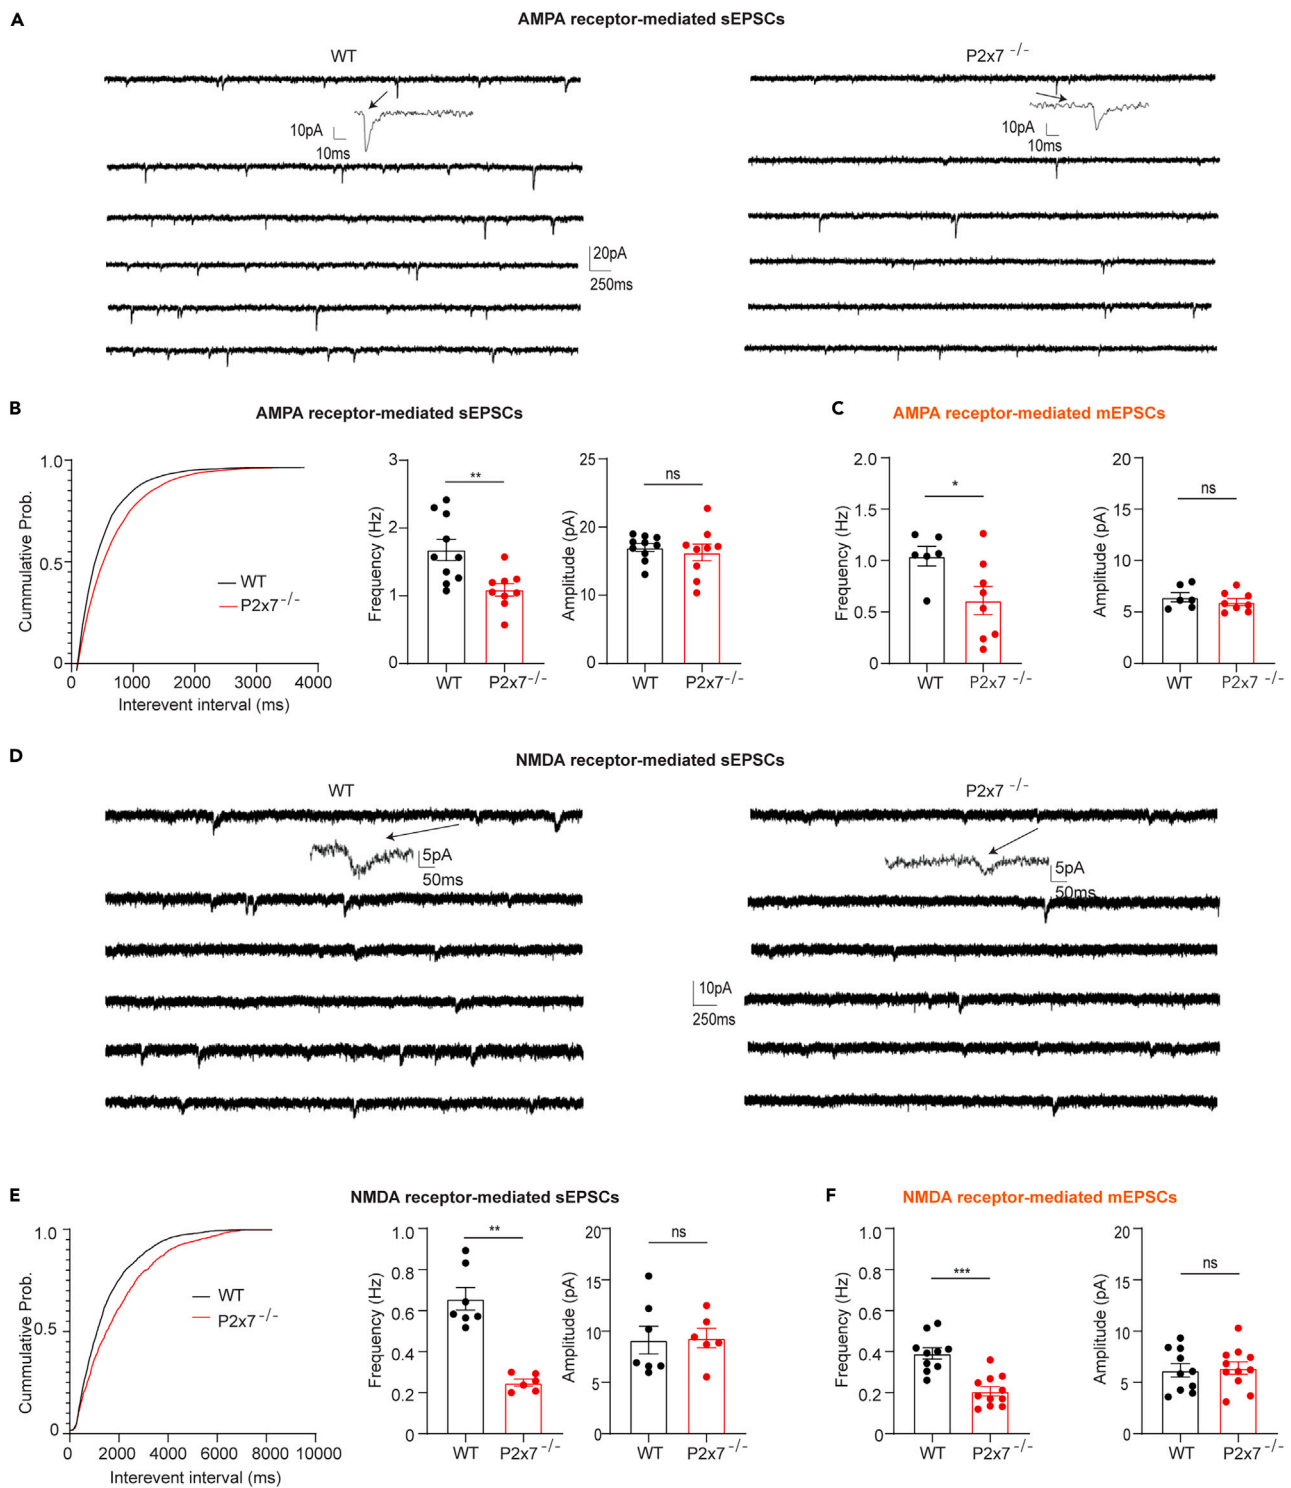 A
AMPA receptor-mediated sEPSCs
WT
P2x7 -/-
10pA
10ms
10pA
10ms
20pA
250ms
B
AMPA receptor-mediated sEPSCs
C
AMPA receptor-mediated mEPSCs
Cummulative Prob.
1.0
0.5
0
0
1000
2000
3000
4000
Interevent interval (ms)
WT
P2x7-/-
Frequency (Hz)
3
2
1
0
**
WT
P2x7-/-
Amplitude (pA)
25
20
10
0
ns
WT
P2x7-/-
Frequency (Hz)
2.0
1.5
1.0
0.5
0
*
WT
P2x7 -/-
Amplitude (pA)
20
15
10
5
0
ns
WT
P2x7 -/-
D
NMDA receptor-mediated sEPSCs
WT
P2x7 -/-
5pA
50ms
5pA
50ms
10pA
250ms
E
NMDA receptor-mediated sEPSCs
F
NMDA receptor-mediated mEPSCs
Cummulative Prob.
1.0
0.5
0
0
2000
4000
6000
8000
10000
Interevent interval (ms)
WT
P2x7-/-
Frequency (Hz)
1.0
0.8
0.6
0.4
0.2
0
**
WT
P2x7-/-
Amplitude (pA)
20
15
10
5
0
ns
WT
P2x7-/-
Frequency (Hz)
1.0
0.8
0.6
0.4
0.2
0
***
WT
P2x7-/-
Amplitude (pA)
20
15
10
5
0
ns
WT
P2x7-/-